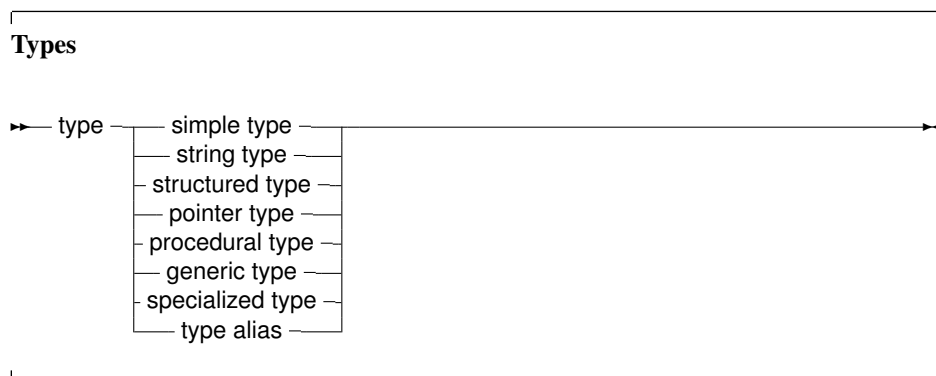 Types
type simple type
string type
structured type
pointer type
procedural type
generic type
specialized type
type alias